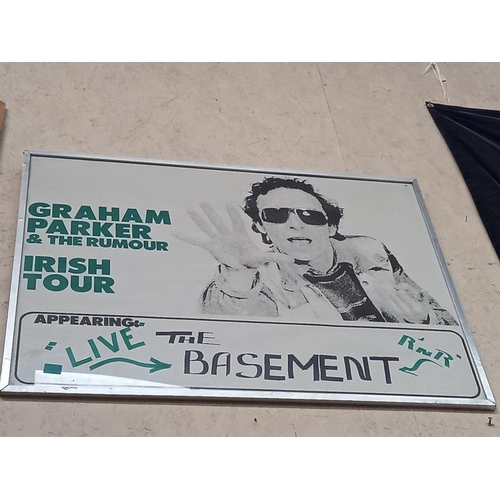 GRAHAM
PARKER
& THE RUMOUR
IRISH
TOUR
APPEARING:-
LIVE THE
BASEMENT
R'n'R'